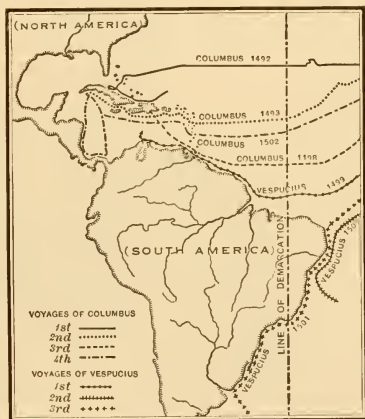 (NORTH AMERICA)
COLUMBUS 1492
COLUMBUS 1493
COLUMBUS 1502
COLUMBUS 1498
VESPUCIUS 1499
(SOUTH AMERICA)
LINE OF DEMARCATION
VESPUCIUS
VESPUCIUS 1501
VOYAGES OF COLUMBUS
1st
2nd
3rd
4th
VOYAGES OF VESPUCIUS
1st
2nd
3rd